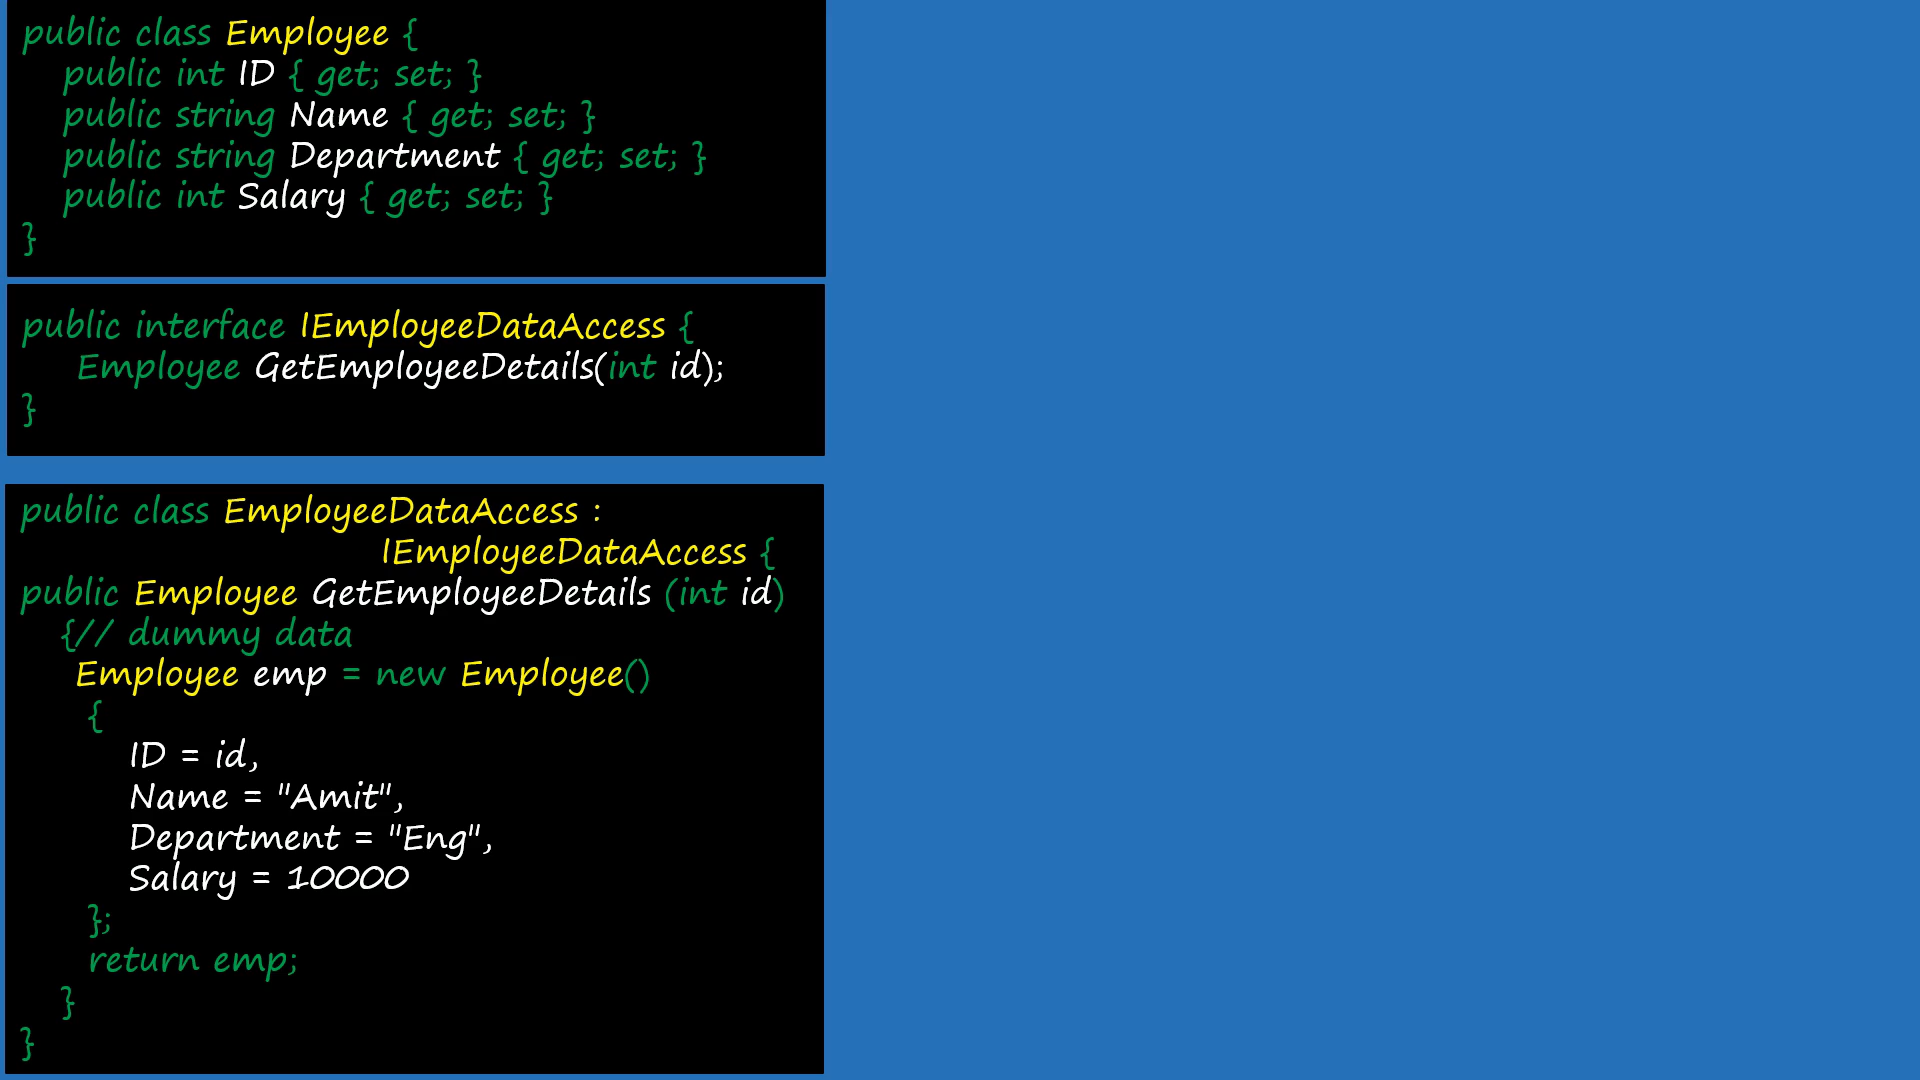 public class Employee {
public int ID { get; set; }
public string Name { get; set; }
public string Department { get; set; }
public int Salary { get; set; }
}
public interface IEmployeeDataAccess {
Employee GetEmployeeDetails(int id);
}
public class EmployeeDataAccess :
IEmployeeDataAccess {
public Employee GetEmployeeDetails (int id)
{// dummy data
Employee emp = new Employee()
{
ID = id,
Name = "Amit",
Department = "Eng",
Salary = 10000
};
return emp;
}
}